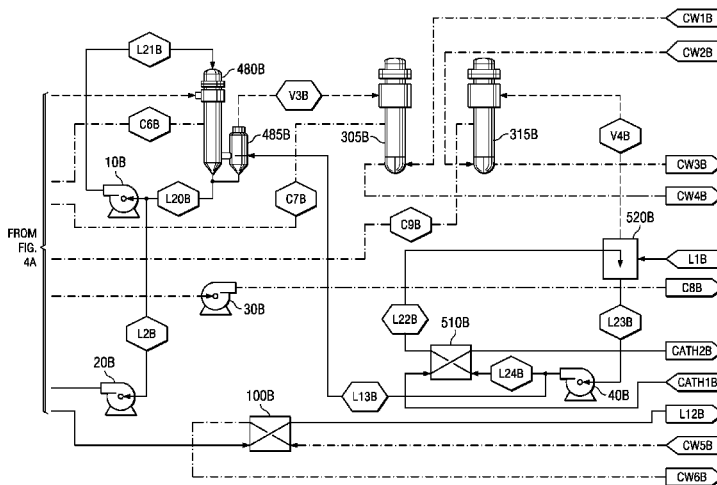 L21B
480B
CW1B
CW2B
V3B
C6B
485B
305B
315B
V4B
CW3B
CW4B
10B
L20B
C7B
C9B
520B
FROM
FIG.
4A
L1B
C8B
30B
L2B
L22B
510B
L23B
CATH2B
20B
L24B
40B
CATH1B
L13B
100B
L12B
CW5B
CW6B